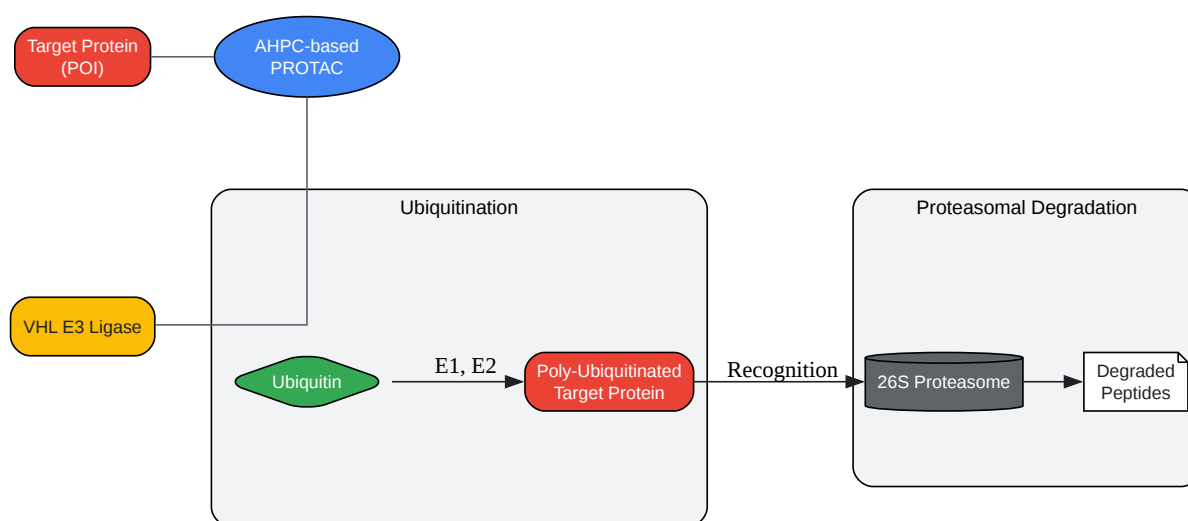 Target Protein
(POI)
AHPC-based
PROTAC
Ubiquitination
Proteasomal Degradation
VHL E3 Ligase
Ubiquitin
E1, E2
Poly-Ubiquitinated
Target Protein
Recognition
26S Proteasome
Degraded
Peptides